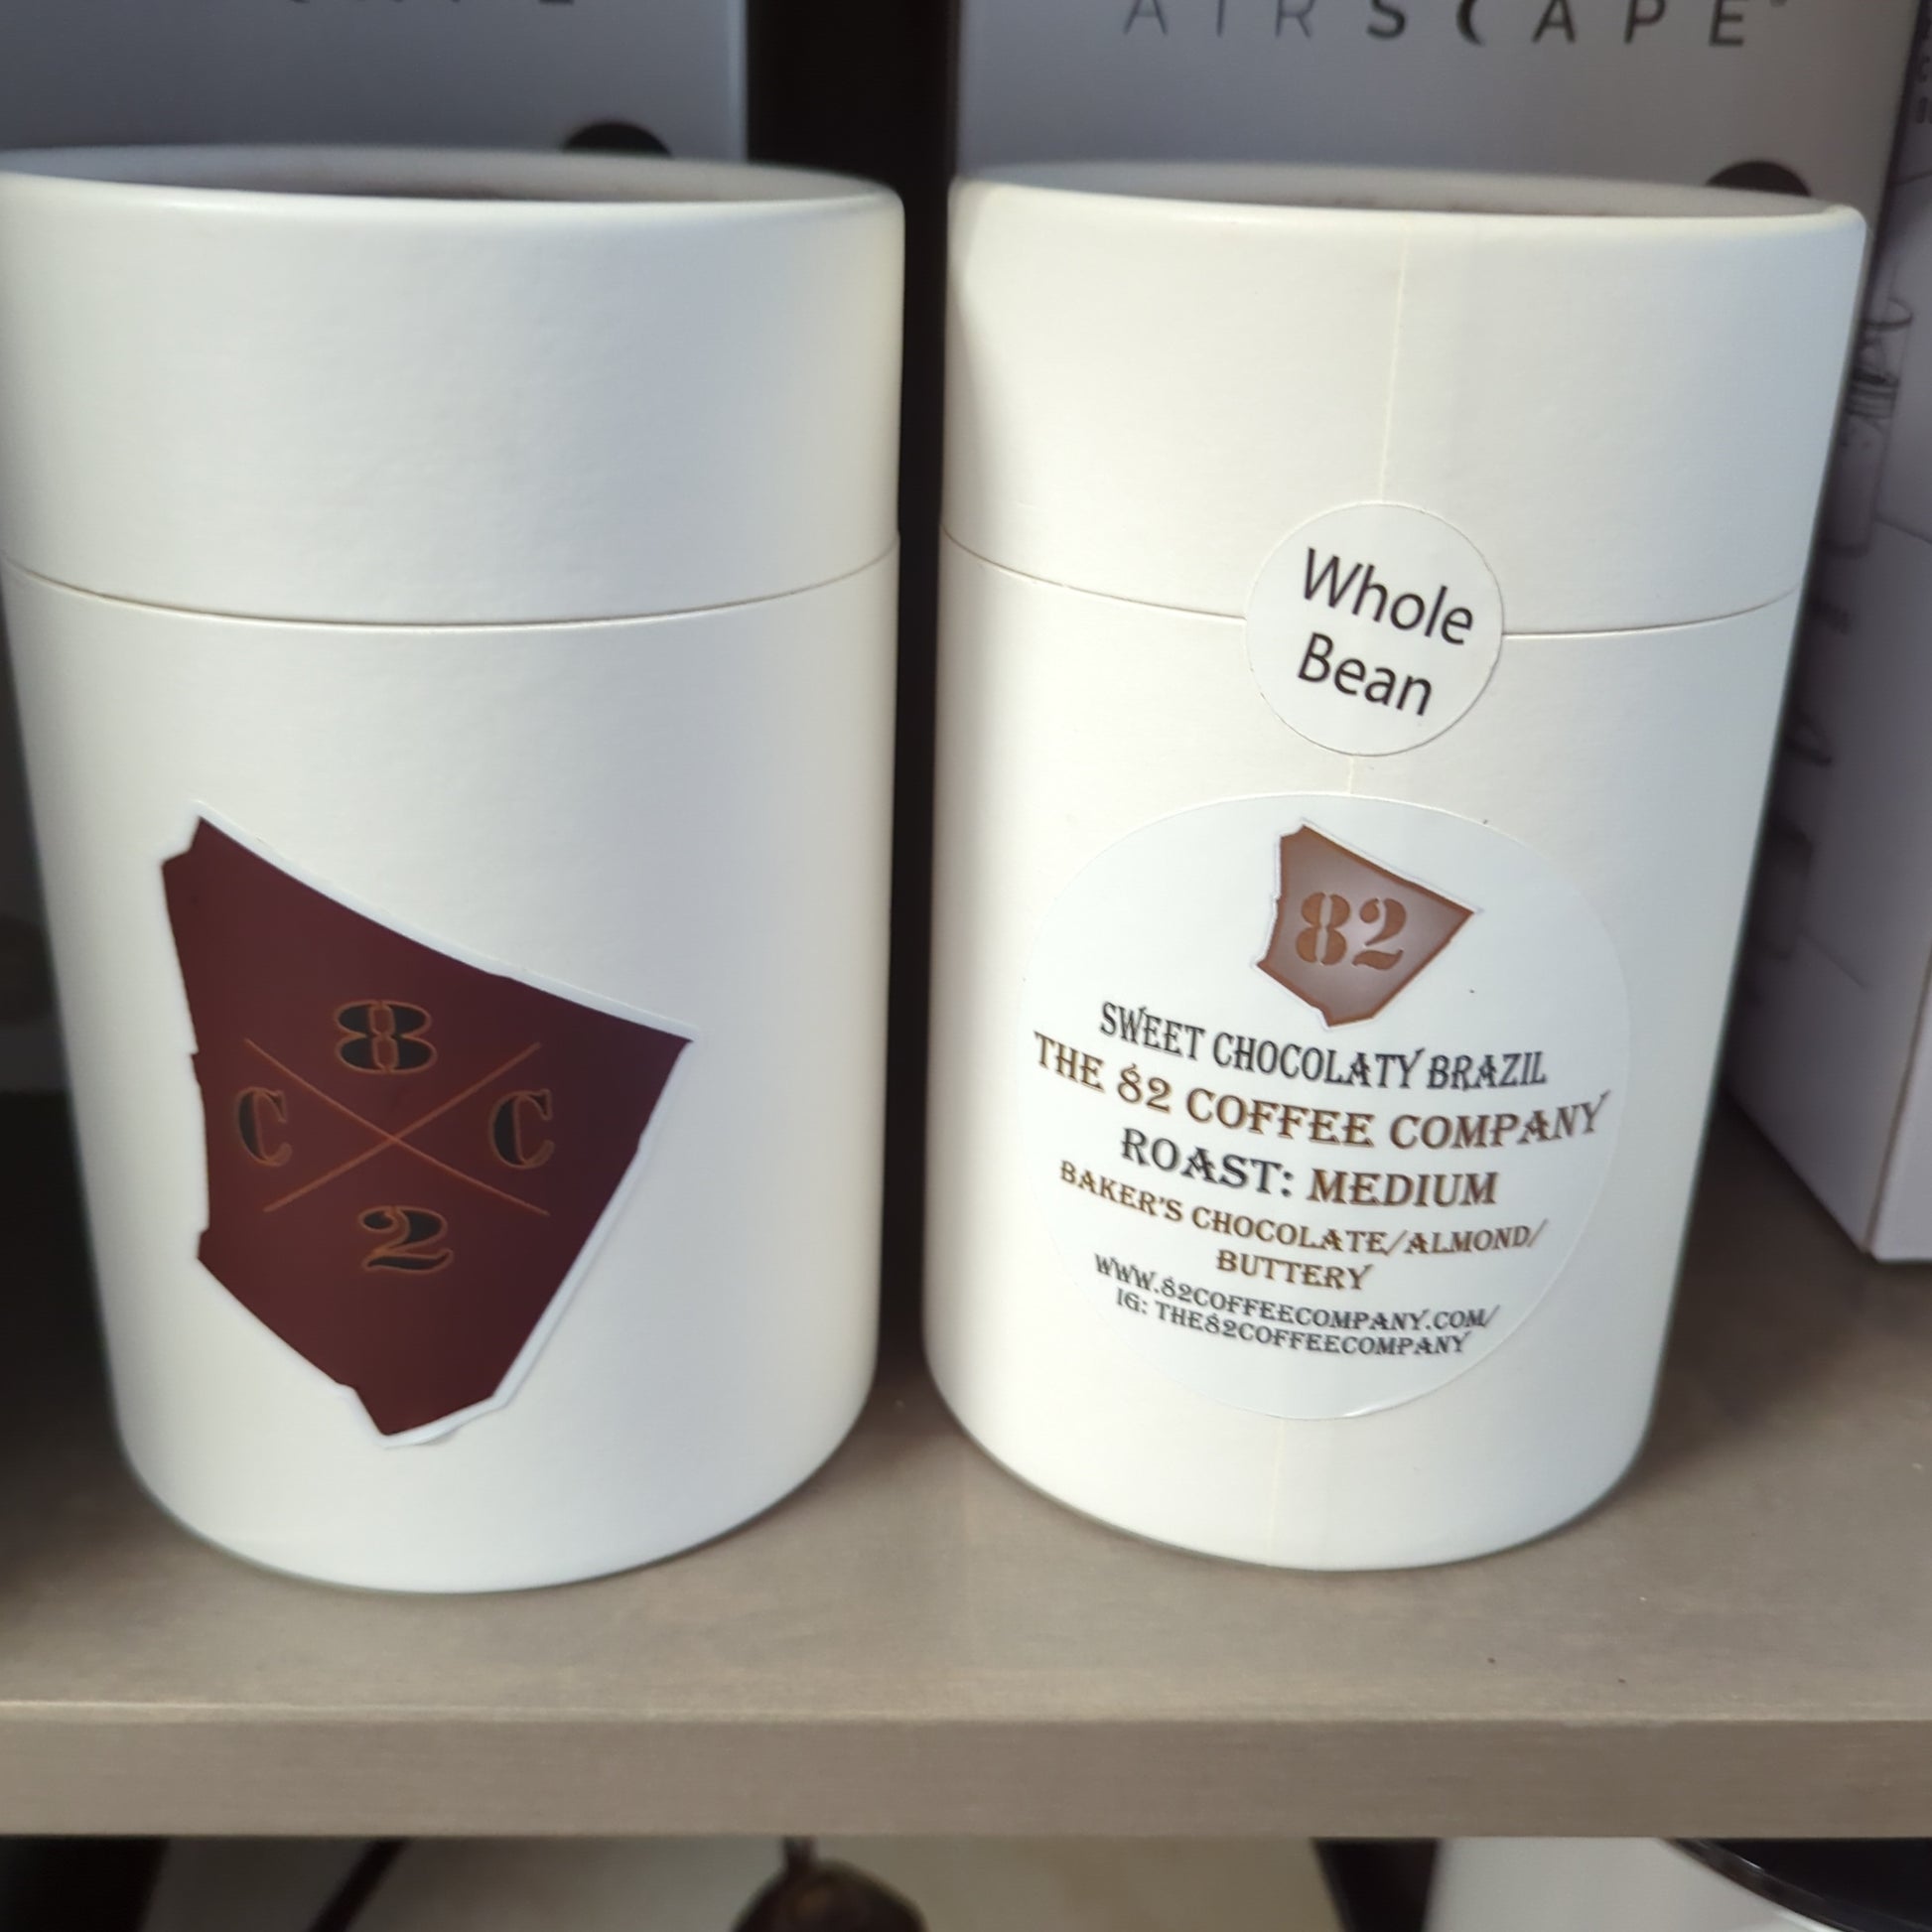 AIRSCAPE
8
C C
2
Whole
Bean
82
SWEET CHOCOLATY BRAZIL
THE 82 COFFEE COMPANY
ROAST: MEDIUM
BAKER'S CHOCOLATE/ALMOND/
BUTTERY
WWW.82COFFEECOMPANY.COM/
IG: THE82COFFEECOMPANY